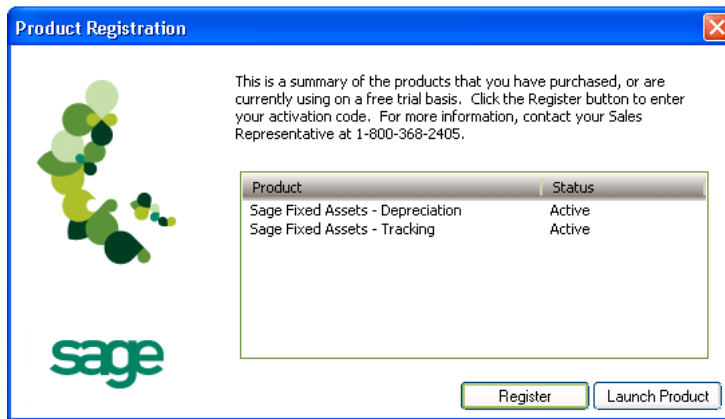 Product Registration
This is a summary of the products that you have purchased, or are
currently using on a free trial basis. Click the Register button to enter
your activation code. For more information, contact your Sales
Representative at 1-800-368-2405.
Product Status
Sage Fixed Assets - Depreciation Active
Sage Fixed Assets - Tracking Active
sage
Register Launch Product